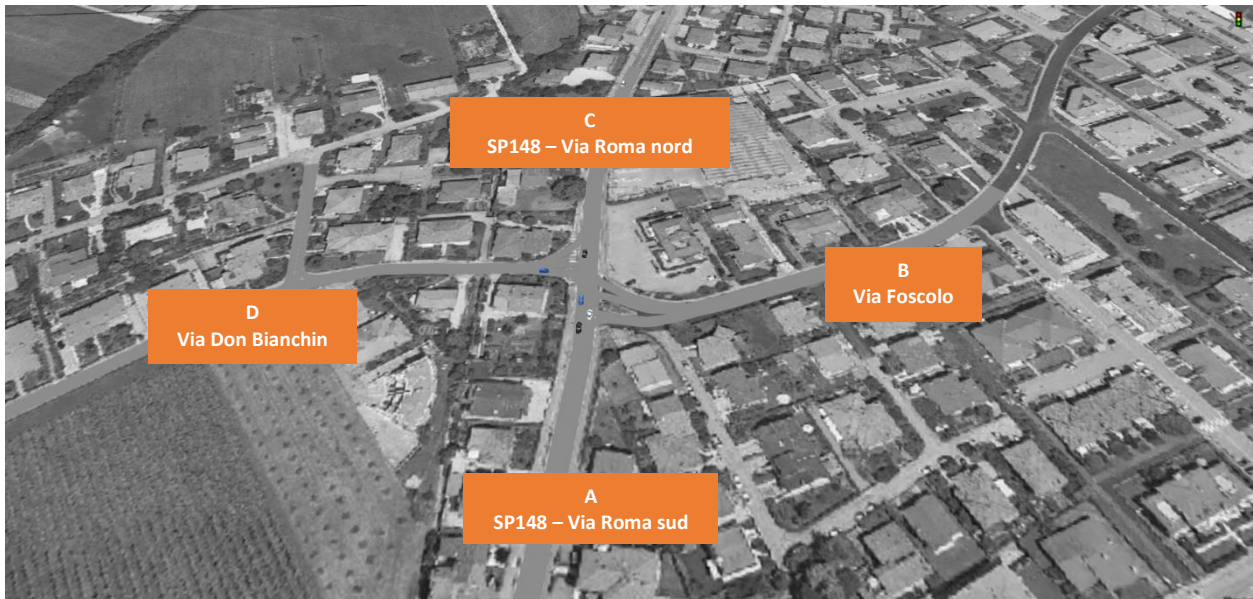 C
SP148 – Via Roma nord
B
Via Foscolo
D
Via Don Bianchin
A
SP148 – Via Roma sud